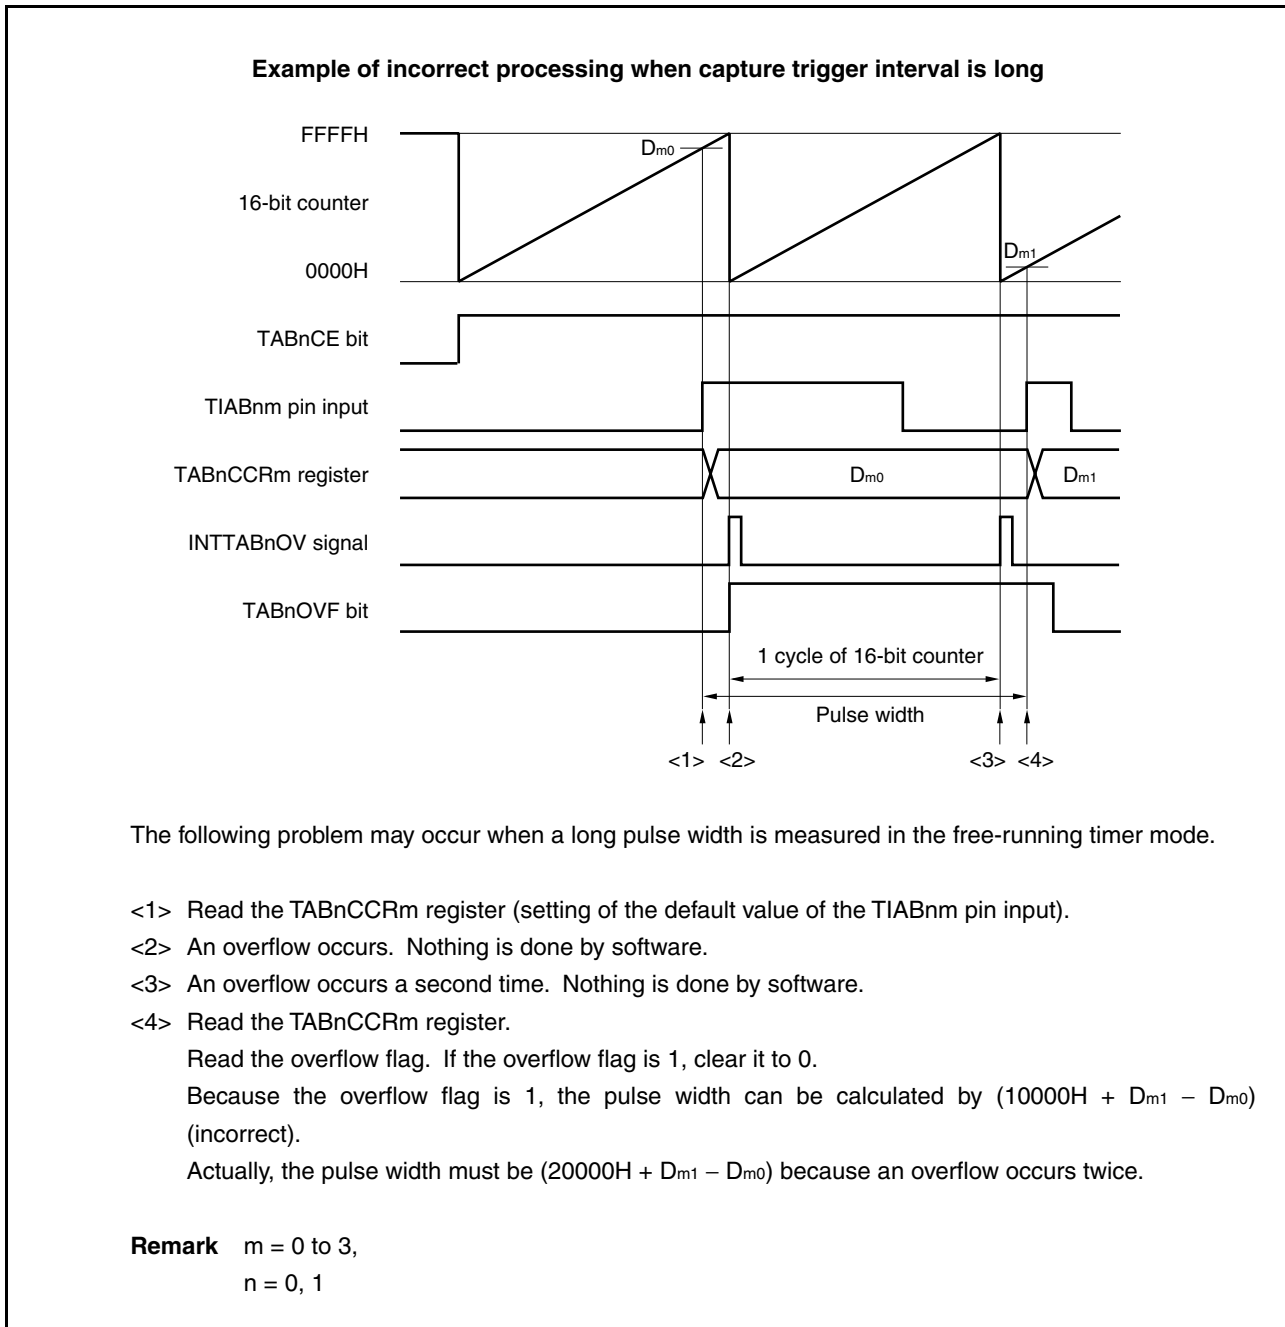 Example of incorrect processing when capture trigger interval is long
FFFFH
Dm0
16-bit counter
Dm1
0000H
TABnCE bit
TIABnm pin input
TABnCCRm register
Dm0
Dm1
INTTABnOV signal
TABnOVF bit
1 cycle of 16-bit counter
Pulse width
<1> <2> <3> <4>
The following problem may occur when a long pulse width is measured in the free-running timer mode.
<1> Read the TABnCCRm register (setting of the default value of the TIABnm pin input).
<2> An overflow occurs. Nothing is done by software.
<3> An overflow occurs a second time. Nothing is done by software.
<4> Read the TABnCCRm register.
Read the overflow flag. If the overflow flag is 1, clear it to 0.
Because the overflow flag is 1, the pulse width can be calculated by (10000H + Dm1 − Dm0)
(incorrect).
Actually, the pulse width must be (20000H + Dm1 − Dm0) because an overflow occurs twice.
Remark m = 0 to 3,
n = 0, 1